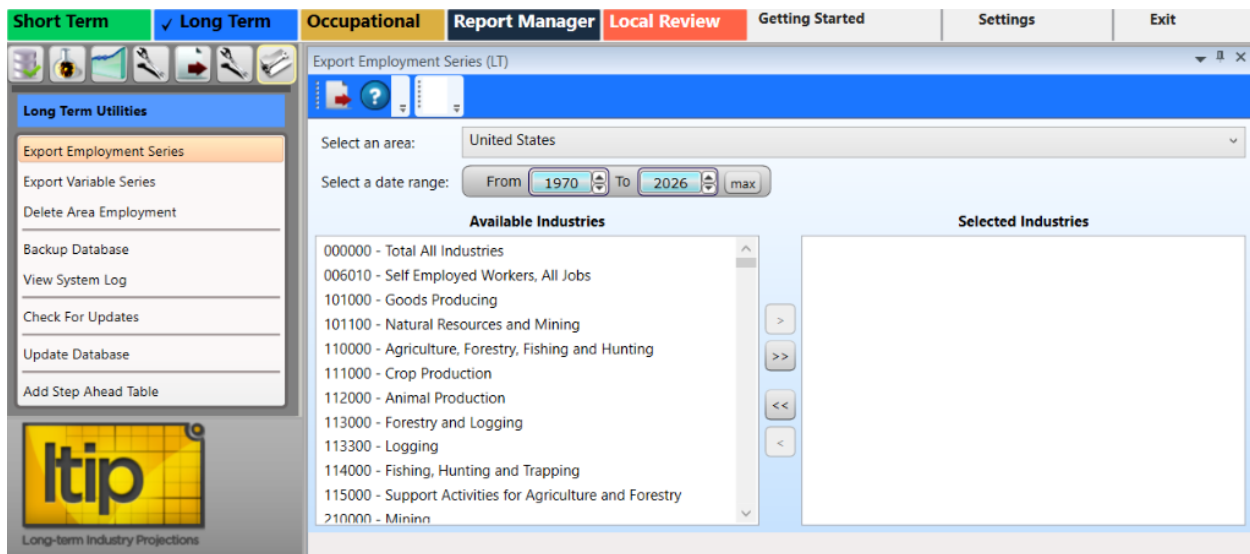 Short Term ✓ Long Term Occupational Report Manager Local Review Getting Started Settings Exit
Long Term Utilities
Export Employment Series
Export Variable Series
Delete Area Employment
Backup Database
View System Log
Check For Updates
Update Database
Add Step Ahead Table
ltip
Long-term Industry Projections
Export Employment Series (LT)
?
Select an area: United States
Select a date range: From 1970 To 2026 max
Available Industries
000000 - Total All Industries
006010 - Self Employed Workers, All Jobs
101000 - Goods Producing
101100 - Natural Resources and Mining
110000 - Agriculture, Forestry, Fishing and Hunting
111000 - Crop Production
112000 - Animal Production
113000 - Forestry and Logging
113300 - Logging
114000 - Fishing, Hunting and Trapping
115000 - Support Activities for Agriculture and Forestry
210000 - Mining
>
>>
<<
<
Selected Industries